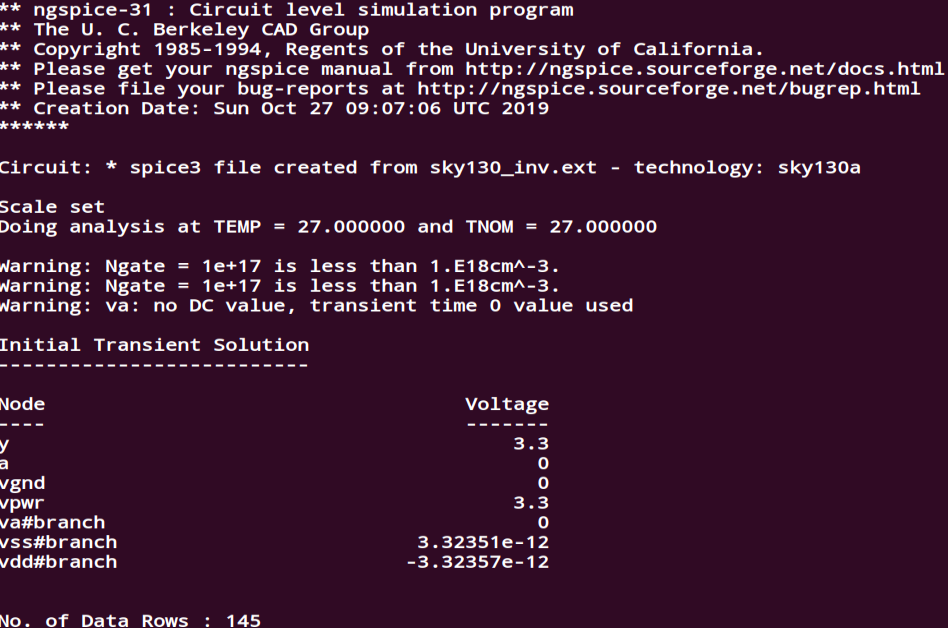 ** ngspice-31 : Circuit level simulation program
** The U. C. Berkeley CAD Group
** Copyright 1985-1994, Regents of the University of California.
** Please get your ngspice manual from http://ngspice.sourceforge.net/docs.html
** Please file your bug-reports at http://ngspice.sourceforge.net/bugrep.html
** Creation Date: Sun Oct 27 09:07:06 UTC 2019
******
Circuit: * spice3 file created from sky130_inv.ext - technology: sky130a
Scale set
Doing analysis at TEMP = 27.000000 and TNOM = 27.000000
Warning: Ngate = 1e+17 is less than 1.E18cm^-3.
Warning: Ngate = 1e+17 is less than 1.E18cm^-3.
Warning: va: no DC value, transient time 0 value used
Initial Transient Solution
--------------------------
Node Voltage
---- -------
y 3.3
a 0
vgnd 0
vpwr 3.3
va#branch 0
vss#branch 3.32351e-12
vdd#branch -3.32357e-12
No. of Data Rows : 145